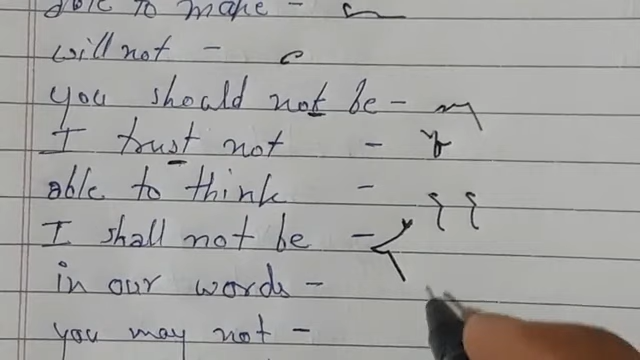 able to make -
will not -
you should not be -
I trust not -
able to think -
I shall not be -
in our words -
you may not -